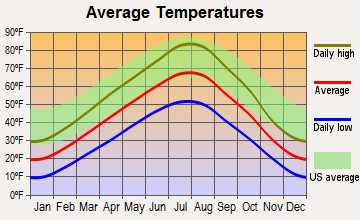 Average Temperatures
90°F
80°F
70°F
60°F
50°F
40°F
30°F
20°F
10°F
0°F
Jan Feb Mar Apr May Jun Jul Aug Sep Oct Nov Dec
Daily high
Average
Daily low
US average